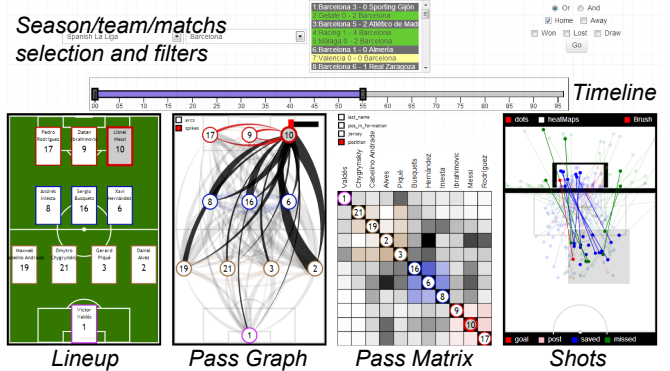 Season/team/matchs
selection and filters
Spanish La Liga
Barcelona
1:Barcelona 3 - 0 Sporting Gijón
2:Getafe 0 - 2 Barcelona
3:Barcelona 5 - 2 Atlético de Mad
4:Racing 1 - 4 Barcelona
5:Málaga 0 - 2 Barcelona
6:Barcelona 1 - 0 Almería
7:Valencia 0 - 0 Barcelona
8:Barcelona 6 - 1 Real Zaragoza
Or And
Home Away
Won Lost Draw
Go
00 05 10 15 20 25 30 35 40 45 50 55 60 65 70 75 80 85 90 95
Timeline
Pedro
Rodríguez
17
Zlatan
Ibrahimovic
9
Lionel
Messi
10
Andrés
Iniesta
8
Sergio
Busquets
16
Xavi
Hernández
6
Maxwell
Cabelino Andrade
19
Dmytro
Chygrynskiy
21
Gerard
Piqué
3
Daniel
Alves
2
Víctor
Valdés
1
Lineup
arcs
spikes
17 9 10
8 16 6
19 21 3 2
1
Pass Graph
last_name
pos_in_formation
jersey
position
Valdés
Chygrynskiy
Cabelino Andrade
Alves
Piqué
Busquets
Hernández
Iniesta
Ibrahimovic
Messi
Rodríguez
1
21
19
2
3
16
6
8
9
10
17
Pass Matrix
dots heatMaps Brush
goal post saved missed
Shots